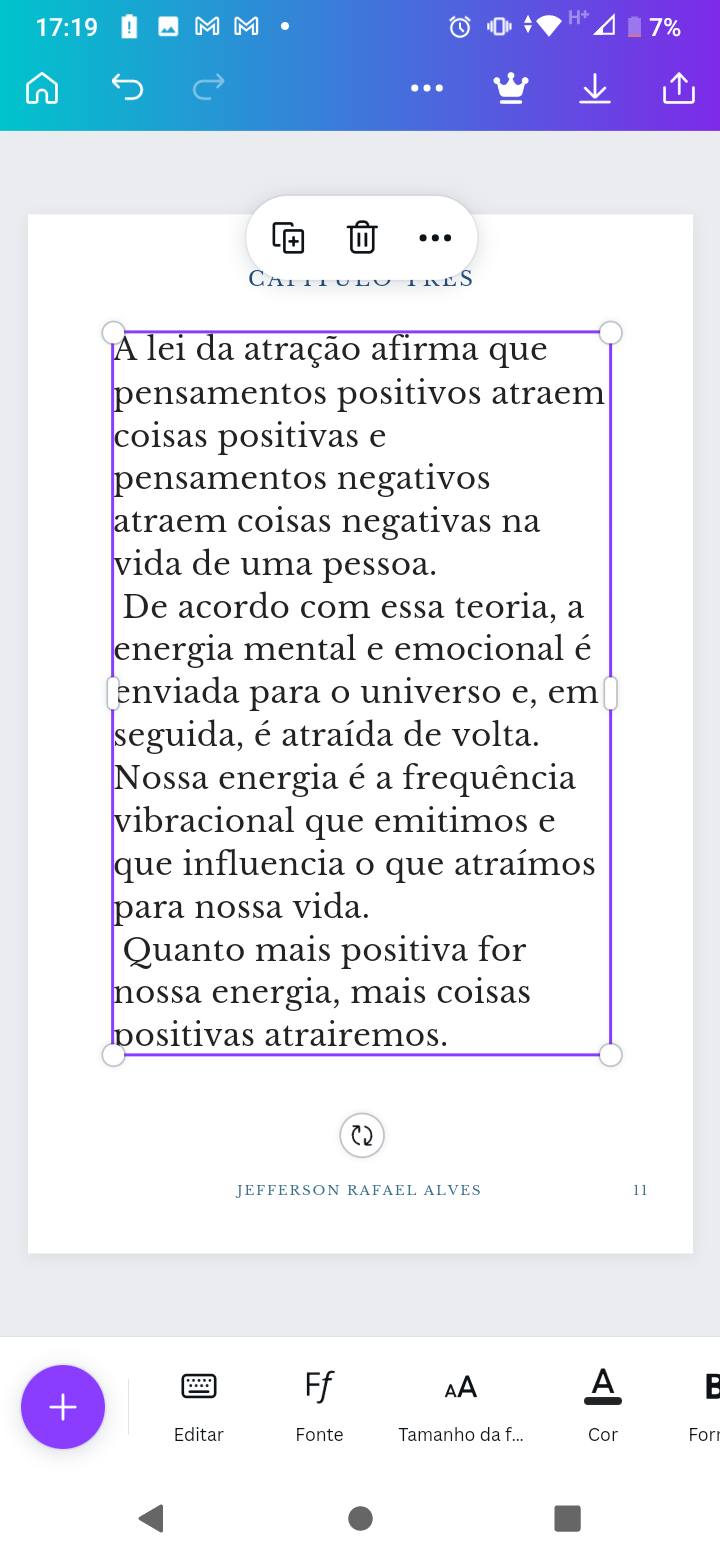 17:19
H+
7%
CAPÍTULO TRÊS
A lei da atração afirma que
pensamentos positivos atraem
coisas positivas e
pensamentos negativos
atraem coisas negativas na
vida de uma pessoa.
De acordo com essa teoria, a
energia mental e emocional é
enviada para o universo e, em
seguida, é atraída de volta.
Nossa energia é a frequência
vibracional que emitimos e
que influencia o que atraímos
para nossa vida.
Quanto mais positiva for
nossa energia, mais coisas
positivas atrairemos.
JEFFERSON RAFAEL ALVES
11
Editar
Fonte
Tamanho da f...
Cor
Forr